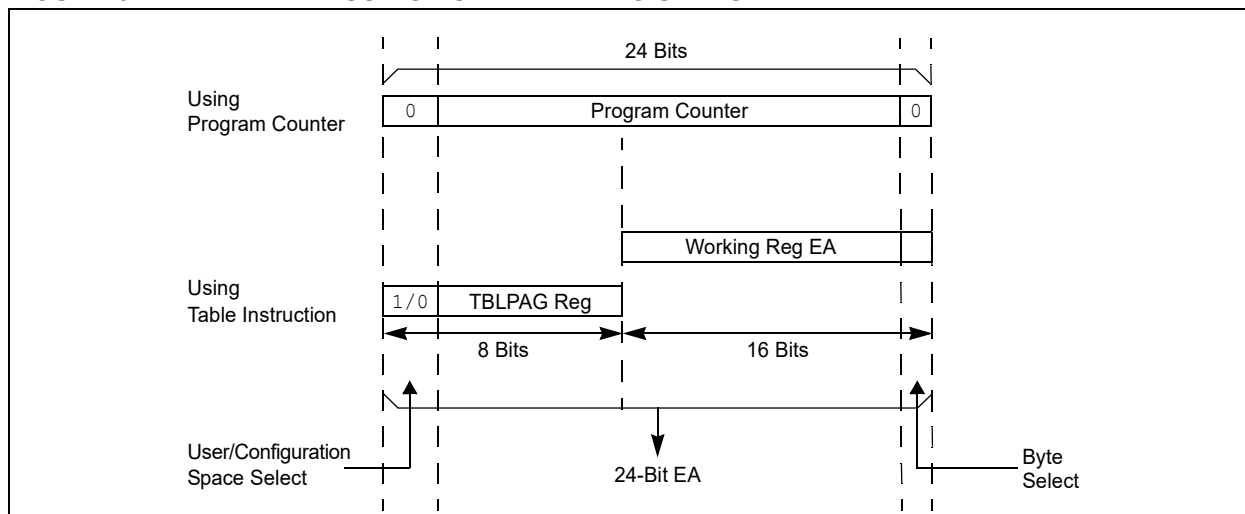 24 Bits
Using
Program Counter
0
Program Counter
0
Working Reg EA
Using
Table Instruction
1/0
TBLPAG Reg
8 Bits
16 Bits
User/Configuration
Space Select
24-Bit EA
Byte
Select